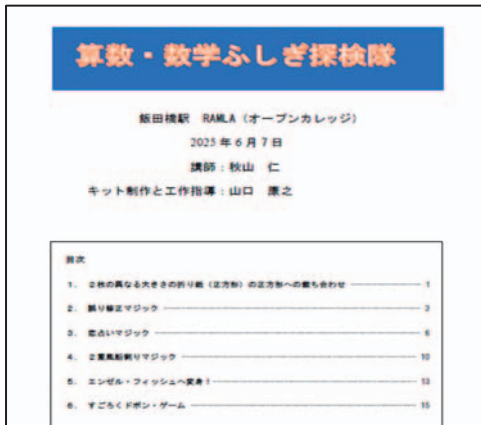 算数・数学ふしぎ探検隊
飯田橋駅　RAMLA（オープンカレッジ）
2025年6月7日
講師：秋山　仁
キット制作と工作指導：山口　康之
目次
1.　2枚の異なる大きさの折り紙（正方形）の正方形への裁ち合わせ 1
2.　誤り修正マジック 3
3.　恋占いマジック 6
4.　2重風船割りマジック 10
5.　エンゼル・フィッシュへ変身！ 13
6.　すごろくドボン・ゲーム 15